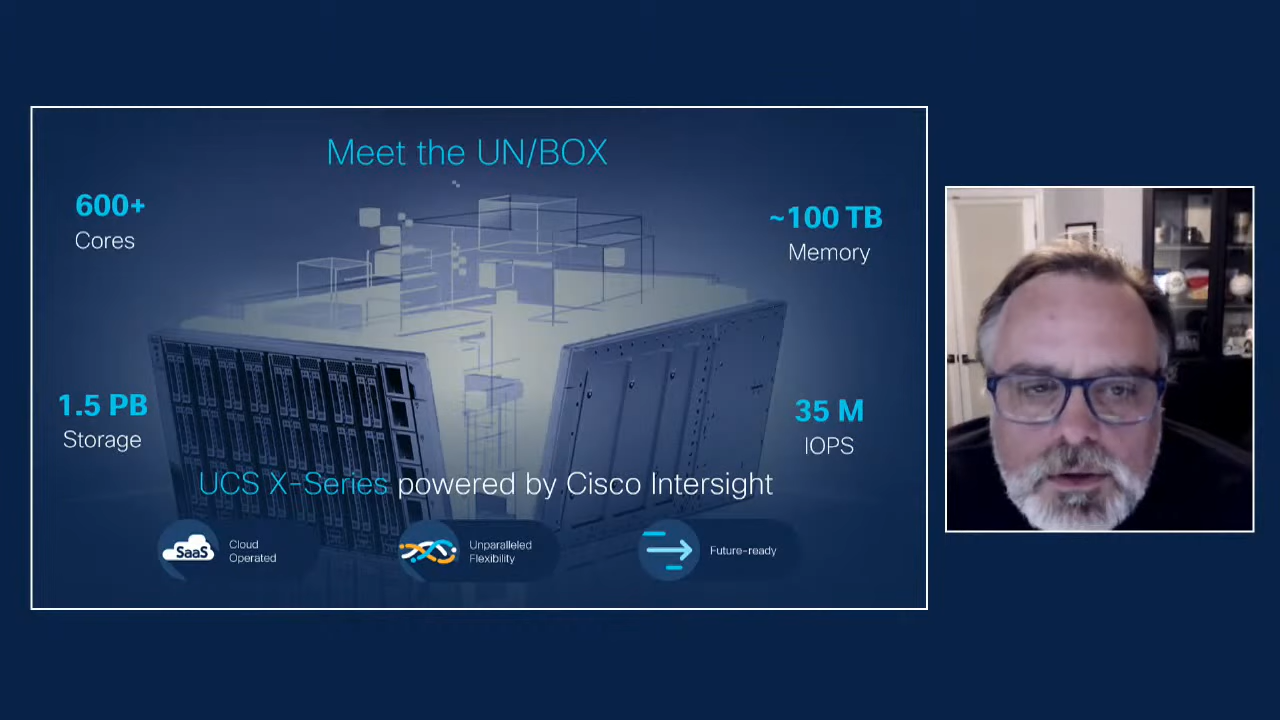 Meet the UN/BOX
600+
Cores
~100 TB
Memory
1.5 PB
Storage
35 M
IOPS
UCS X-Series powered by Cisco Intersight
SaaS
Cloud
Operated
Unparalleled
Flexibility
Future-ready